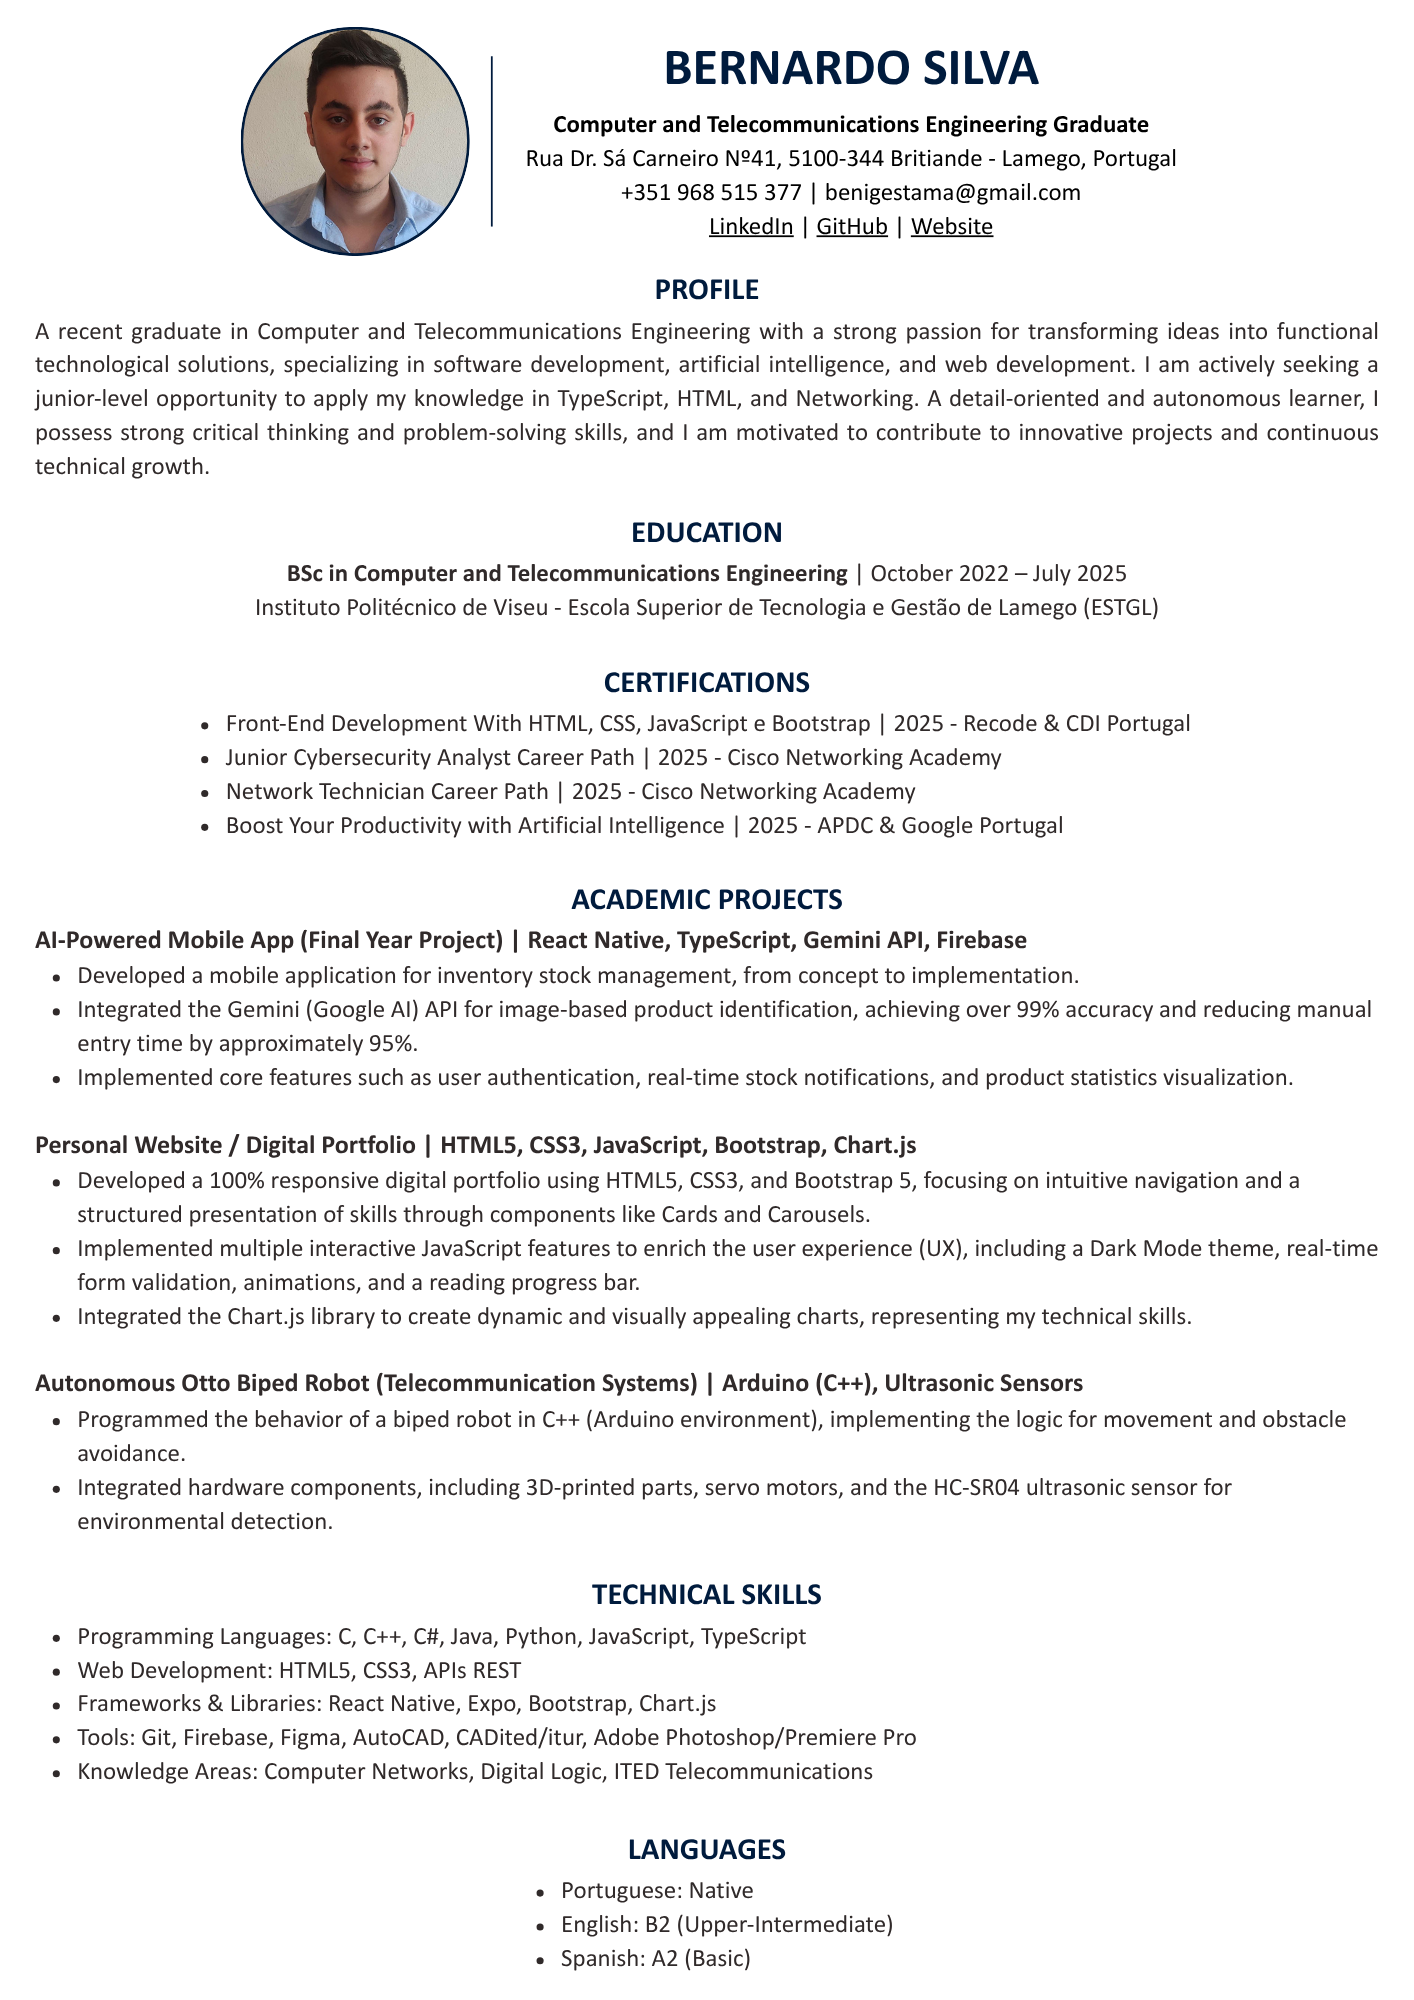 BERNARDO SILVA
Computer and Telecommunications Engineering Graduate
Rua Dr. Sá Carneiro Nº41, 5100-344 Britiande - Lamego, Portugal
+351 968 515 377 | benigestama@gmail.com
LinkedIn | GitHub | Website
PROFILE
A recent graduate in Computer and Telecommunications Engineering with a strong passion for transforming ideas into functional
technological solutions, specializing in software development, artificial intelligence, and web development. I am actively seeking a
junior-level opportunity to apply my knowledge in TypeScript, HTML, and Networking. A detail-oriented and autonomous learner, I
possess strong critical thinking and problem-solving skills, and I am motivated to contribute to innovative projects and continuous
technical growth.
EDUCATION
BSc in Computer and Telecommunications Engineering | October 2022 – July 2025
Instituto Politécnico de Viseu - Escola Superior de Tecnologia e Gestão de Lamego (ESTGL)
CERTIFICATIONS
• Front-End Development With HTML, CSS, JavaScript e Bootstrap | 2025 - Recode & CDI Portugal
• Junior Cybersecurity Analyst Career Path | 2025 - Cisco Networking Academy
• Network Technician Career Path | 2025 - Cisco Networking Academy
• Boost Your Productivity with Artificial Intelligence | 2025 - APDC & Google Portugal
ACADEMIC PROJECTS
AI-Powered Mobile App (Final Year Project) | React Native, TypeScript, Gemini API, Firebase
• Developed a mobile application for inventory stock management, from concept to implementation.
• Integrated the Gemini (Google AI) API for image-based product identification, achieving over 99% accuracy and reducing manual
entry time by approximately 95%.
• Implemented core features such as user authentication, real-time stock notifications, and product statistics visualization.
Personal Website / Digital Portfolio | HTML5, CSS3, JavaScript, Bootstrap, Chart.js
• Developed a 100% responsive digital portfolio using HTML5, CSS3, and Bootstrap 5, focusing on intuitive navigation and a
structured presentation of skills through components like Cards and Carousels.
• Implemented multiple interactive JavaScript features to enrich the user experience (UX), including a Dark Mode theme, real-time
form validation, animations, and a reading progress bar.
• Integrated the Chart.js library to create dynamic and visually appealing charts, representing my technical skills.
Autonomous Otto Biped Robot (Telecommunication Systems) | Arduino (C++), Ultrasonic Sensors
• Programmed the behavior of a biped robot in C++ (Arduino environment), implementing the logic for movement and obstacle
avoidance.
• Integrated hardware components, including 3D-printed parts, servo motors, and the HC-SR04 ultrasonic sensor for
environmental detection.
TECHNICAL SKILLS
• Programming Languages: C, C++, C#, Java, Python, JavaScript, TypeScript
• Web Development: HTML5, CSS3, APIs REST
• Frameworks & Libraries: React Native, Expo, Bootstrap, Chart.js
• Tools: Git, Firebase, Figma, AutoCAD, CADited/itur, Adobe Photoshop/Premiere Pro
• Knowledge Areas: Computer Networks, Digital Logic, ITED Telecommunications
LANGUAGES
• Portuguese: Native
• English: B2 (Upper-Intermediate)
• Spanish: A2 (Basic)